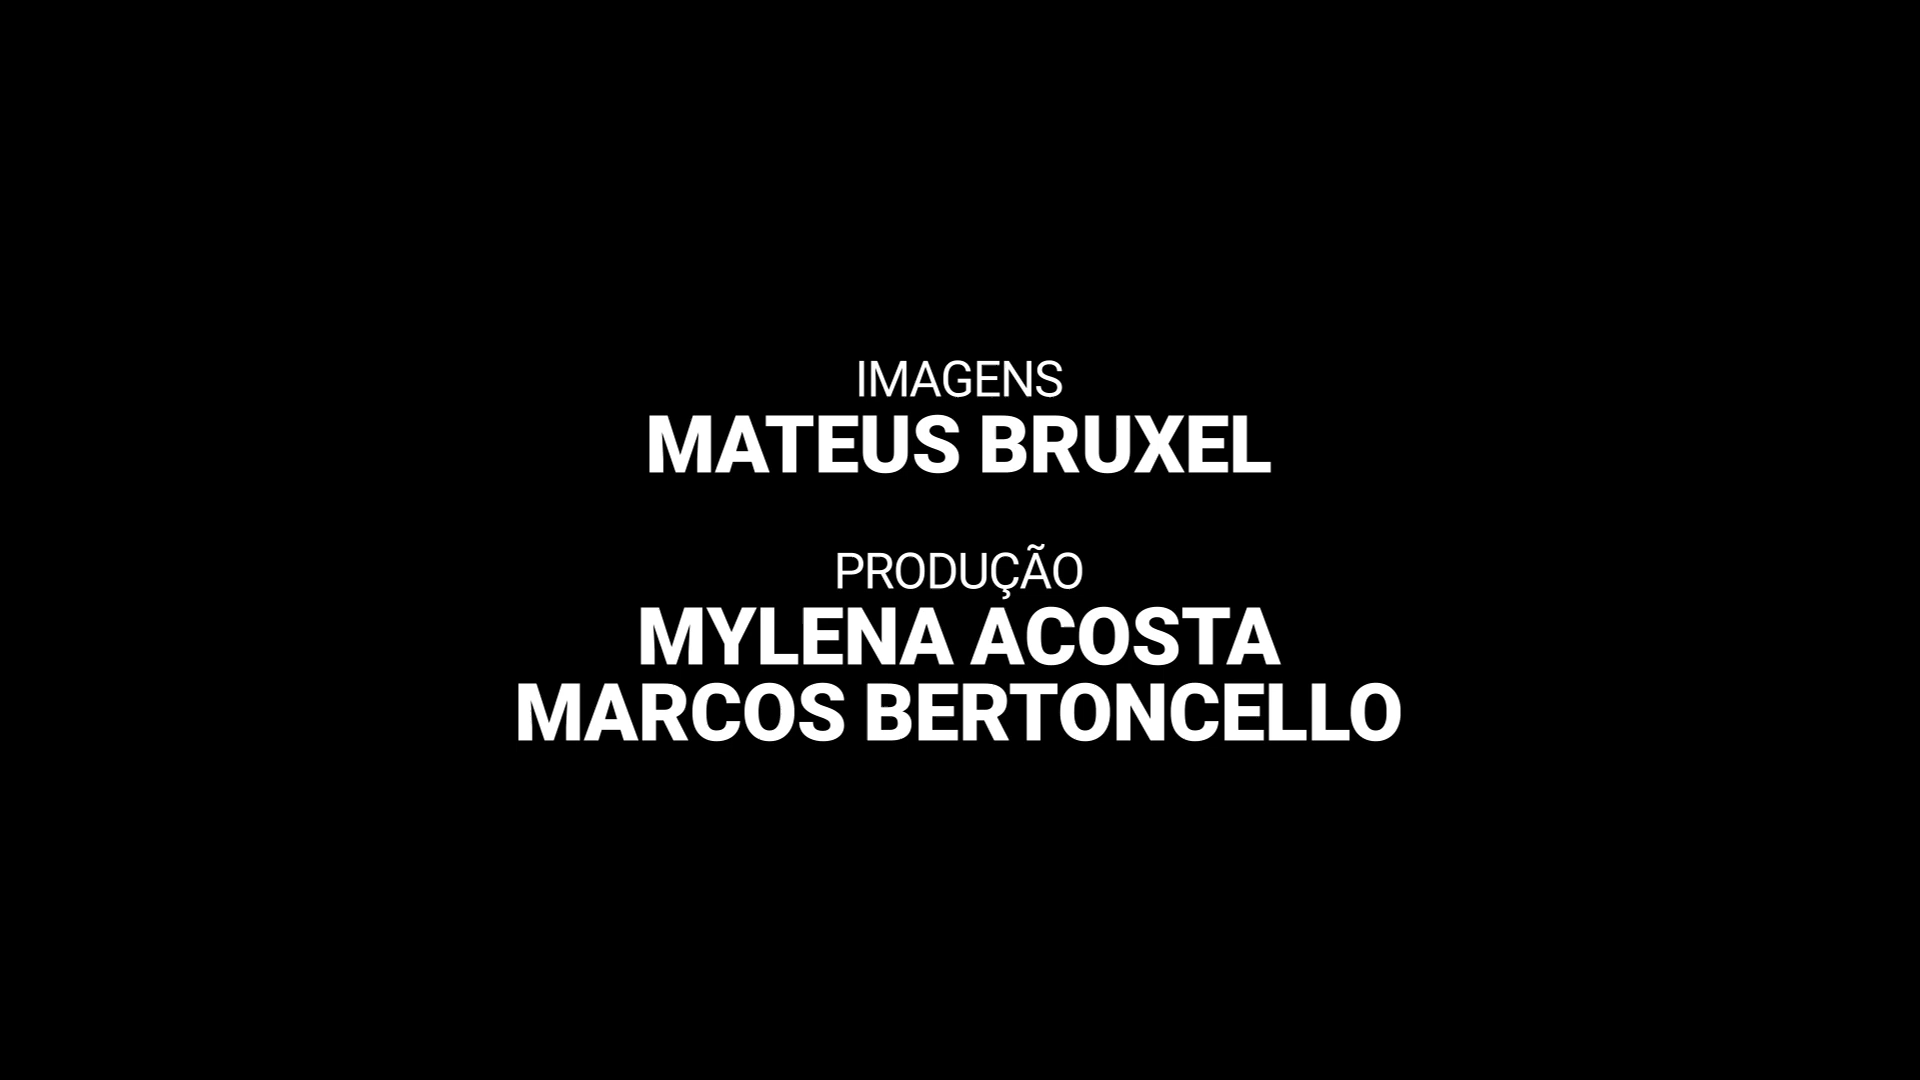 IMAGENS
MATEUS BRUXEL
PRODUÇÃO
MYLENA ACOSTA
MARCOS BERTONCELLO